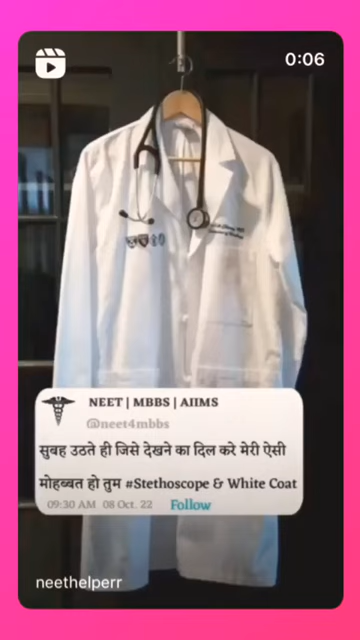 0:06
NEET | MBBS | AIIMS
@neet4mbbs
सुबह उठते ही जिसे देखने का दिल करे मेरी ऐसी
मोहब्बत हो तुम #Stethoscope & White Coat
09:30 AM 08 Oct. 22 Follow
neethelperr